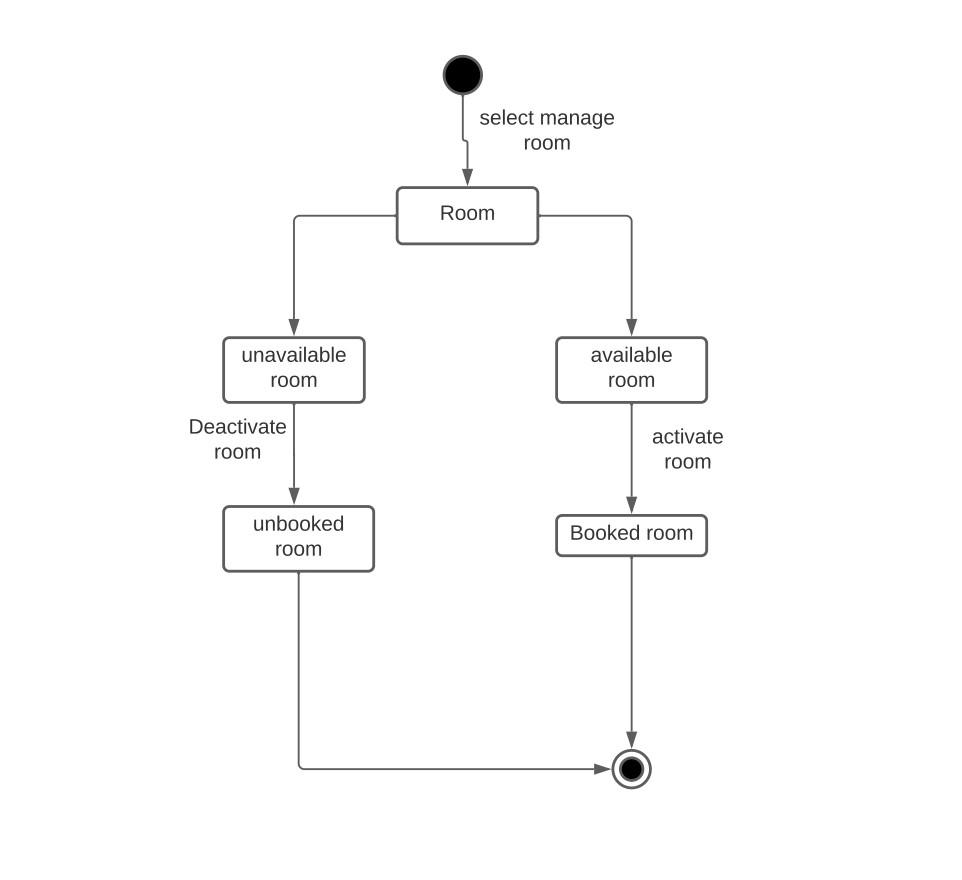 select manage
room
Room
unavailable
room
available
room
Deactivate
room
activate
room
unbooked
room
Booked room